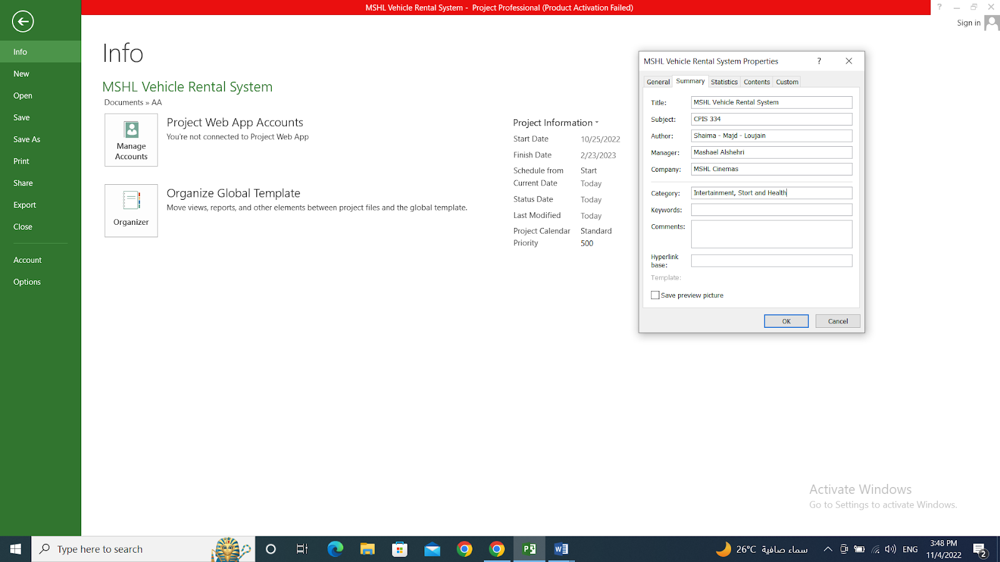 MSHL Vehicle Rental System - Project Professional (Product Activation Failed)
?
Sign in
Info
New
Open
Save
Save As
Print
Share
Export
Close
Account
Options
Info
MSHL Vehicle Rental System
Documents » AA
Manage
Accounts
Project Web App Accounts
You're not connected to Project Web App
Organizer
Organize Global Template
Move views, reports, and other elements between project files and the global template.
Project Information
Start Date 10/25/2022
Finish Date 2/23/2023
Schedule from Start
Current Date Today
Status Date Today
Last Modified Today
Project Calendar Standard
Priority 500
MSHL Vehicle Rental System Properties ?
General Summary Statistics Contents Custom
Title: MSHL Vehicle Rental System
Subject: CPIS 334
Author: Shaima - Majd - Loujain
Manager: Mashael Alshehri
Company: MSHL Cinemas
Category: Intertainment, Stort and Health
Keywords:
Comments:
Hyperlink
base:
Template:
Save preview picture
OK Cancel
Activate Windows
Go to Settings to activate Windows.
Type here to search
26°C سماء صافية
ENG
3:48 PM
11/4/2022
2